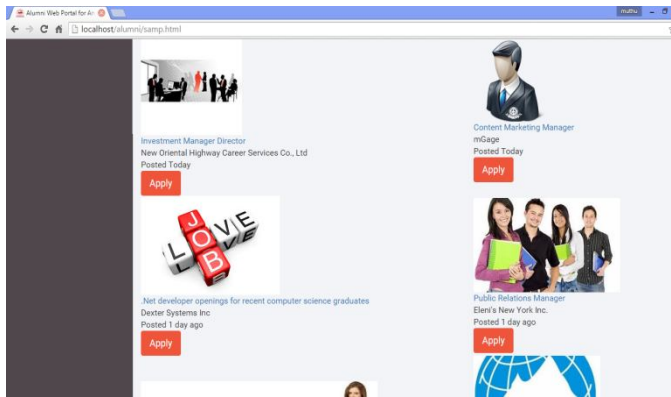 Alumni Web Portal for An
muthu
localhost/alumni/samp.html
Investment Manager Director
New Oriental Highway Career Services Co., Ltd
Posted Today
Apply
Content Marketing Manager
mGage
Posted Today
Apply
JOB
LOVE
LOVE
.Net developer openings for recent computer science graduates
Dexter Systems Inc
Posted 1 day ago
Apply
Public Relations Manager
Eleni's New York Inc.
Posted 1 day ago
Apply